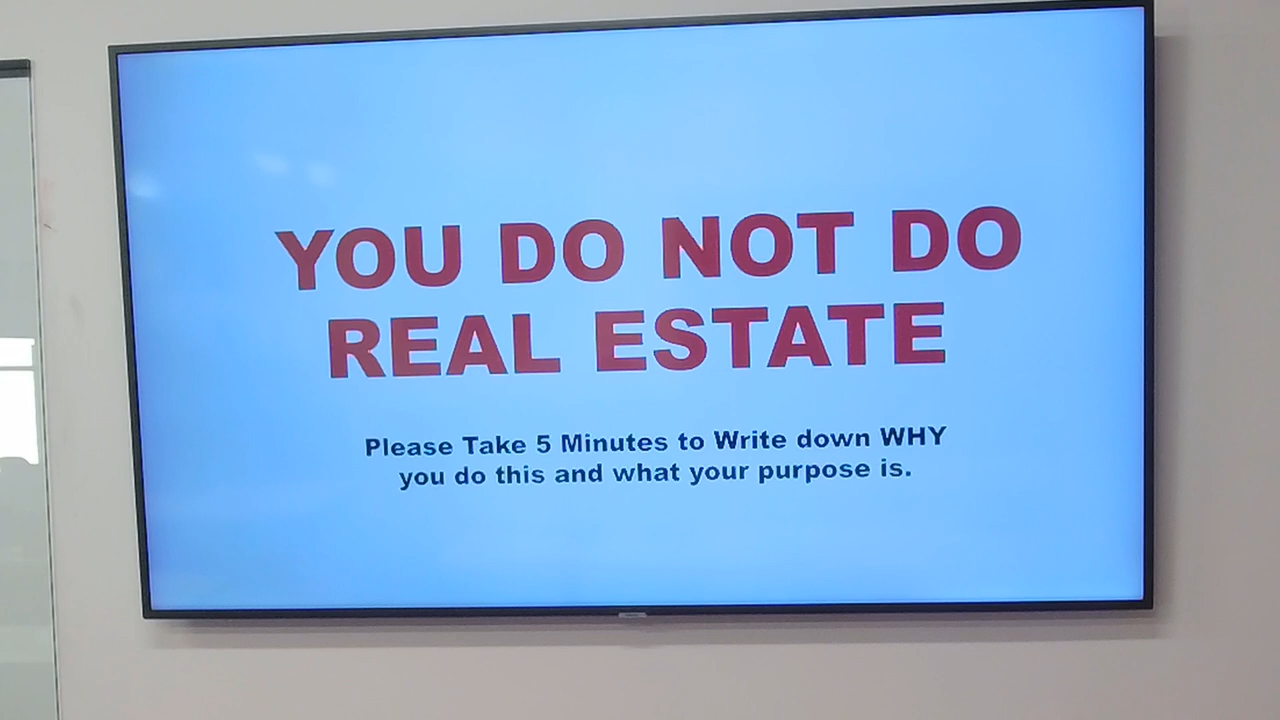 YOU DO NOT DO
REAL ESTATE
Please Take 5 Minutes to Write down WHY
you do this and what your purpose is.